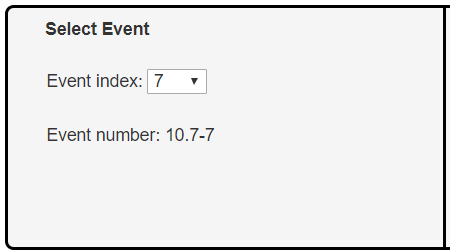 Select Event
Event index: 7
Event number: 10.7-7